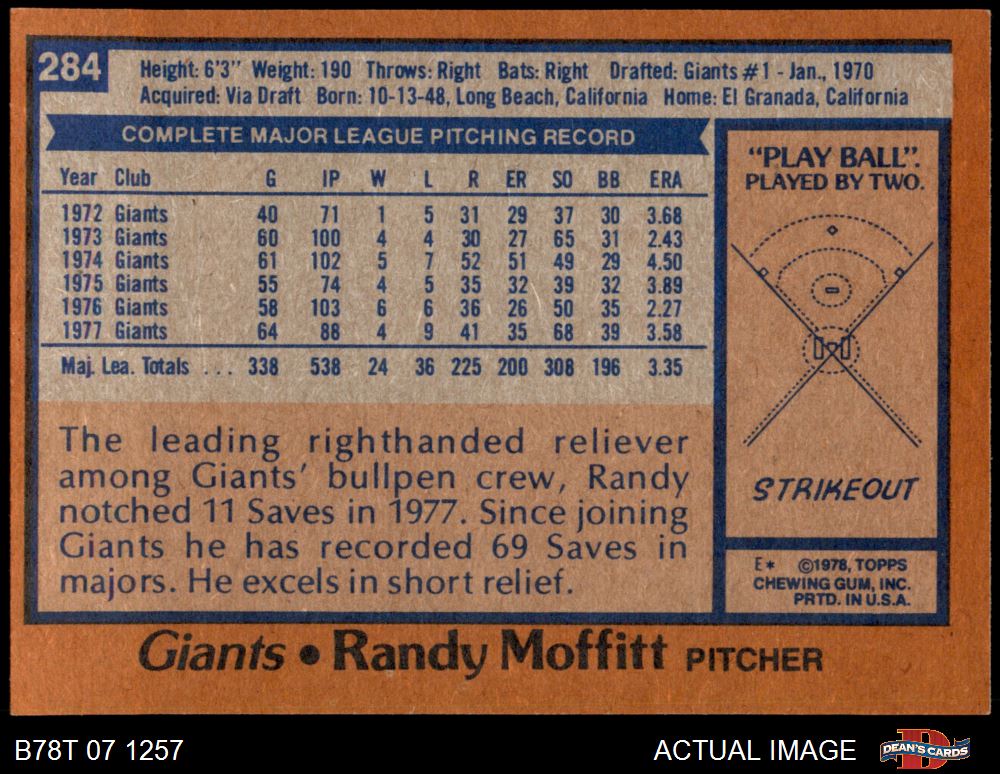 284
Height: 6'3" Weight: 190 Throws: Right Bats: Right Drafted: Giants #1 - Jan., 1970
Acquired: Via Draft Born: 10-13-48, Long Beach, California Home: El Granada, California
COMPLETE MAJOR LEAGUE PITCHING RECORD
Year Club G IP W L R ER SO BB ERA
1972 Giants 40 71 1 5 31 29 37 30 3.68
1973 Giants 60 100 4 4 30 27 65 31 2.43
1974 Giants 61 102 5 7 52 51 49 29 4.50
1975 Giants 55 74 4 5 35 32 39 32 3.89
1976 Giants 58 103 6 6 36 26 50 35 2.27
1977 Giants 64 88 4 9 41 35 68 39 3.58
Maj. Lea. Totals ... 338 538 24 36 225 200 308 196 3.35
The leading righthanded reliever
among Giants' bullpen crew, Randy
notched 11 Saves in 1977. Since joining
Giants he has recorded 69 Saves in
majors. He excels in short relief.
"PLAY BALL".
PLAYED BY TWO.
STRIKEOUT
E* ©1978, TOPPS
CHEWING GUM, INC.
PRTD. IN U.S.A.
Giants • Randy Moffitt PITCHER
B78T 07 1257
ACTUAL IMAGE
DEAN'S CARDS